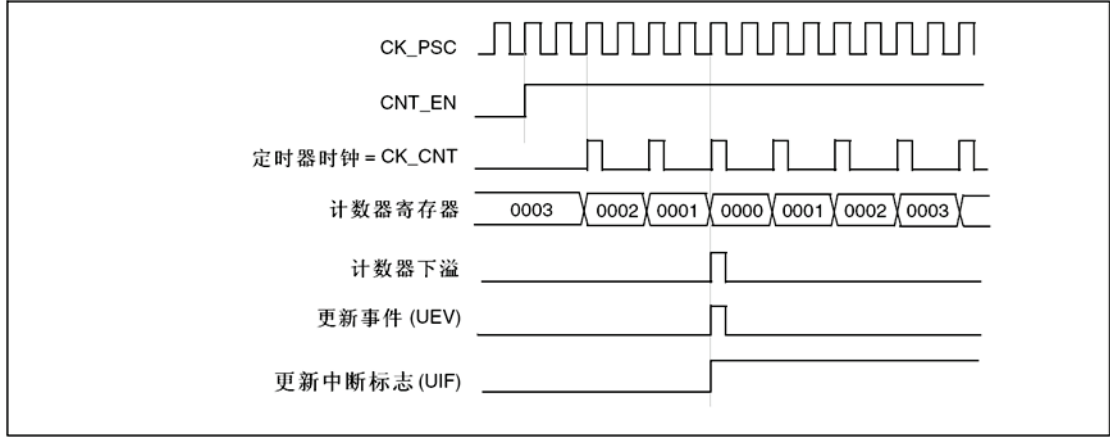 CK_PSC
CNT_EN
定时器时钟 = CK_CNT
计数器寄存器 0003 0002 0001 0000 0001 0002 0003
计数器下溢
更新事件 (UEV)
更新中断标志 (UIF)